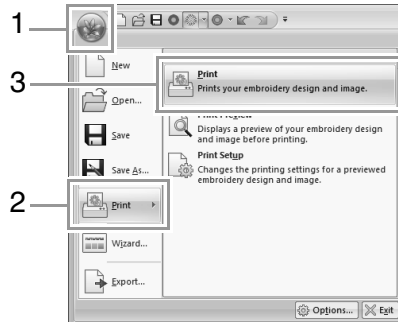 1
3
2
New
Open...
Save
Save As...
Print
Wizard...
Export...
Print
Prints your embroidery design and image.
Print Preview
Displays a preview of your embroidery design
and image before printing.
Print Setup
Changes the printing settings for a previewed
embroidery design and image.
Options...
Exit